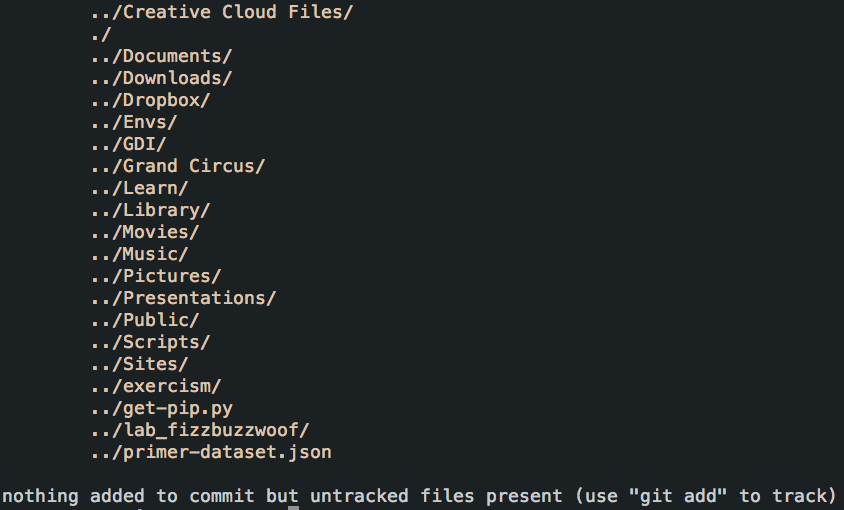 ../Creative Cloud Files/
./
../Documents/
../Downloads/
../Dropbox/
../Envs/
../GDI/
../Grand Circus/
../Learn/
../Library/
../Movies/
../Music/
../Pictures/
../Presentations/
../Public/
../Scripts/
../Sites/
../exercism/
../get-pip.py
../lab_fizzbuzzwoof/
../primer-dataset.json
nothing added to commit but untracked files present (use "git add" to track)